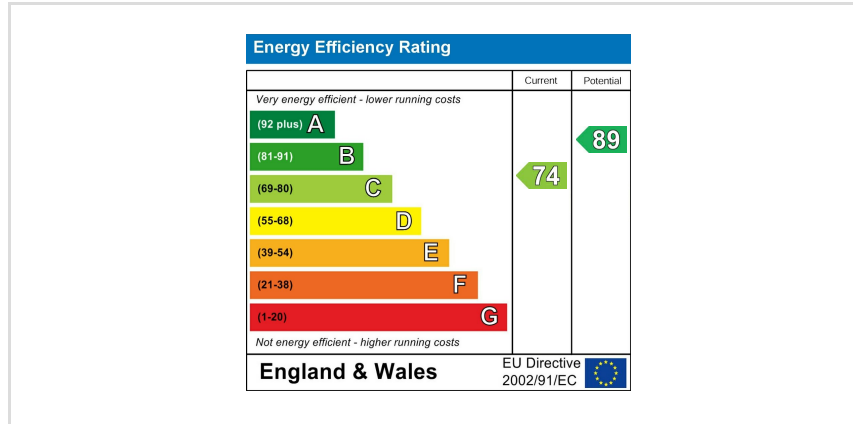 Energy Efficiency Rating
Current Potential
Very energy efficient - lower running costs
(92 plus) A
(81-91) B
89
(69-80) C
74
(55-68) D
(39-54) E
(21-38) F
(1-20) G
Not energy efficient - higher running costs
England & Wales
EU Directive
2002/91/EC